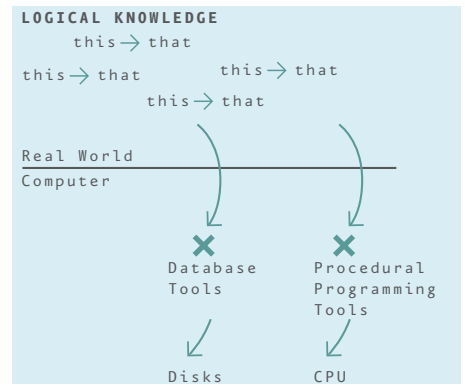 LOGICAL KNOWLEDGE
this → that
this → that
this → that
this → that
Real World
Computer
Database
Tools
Procedural
Programming
Tools
Disks
CPU